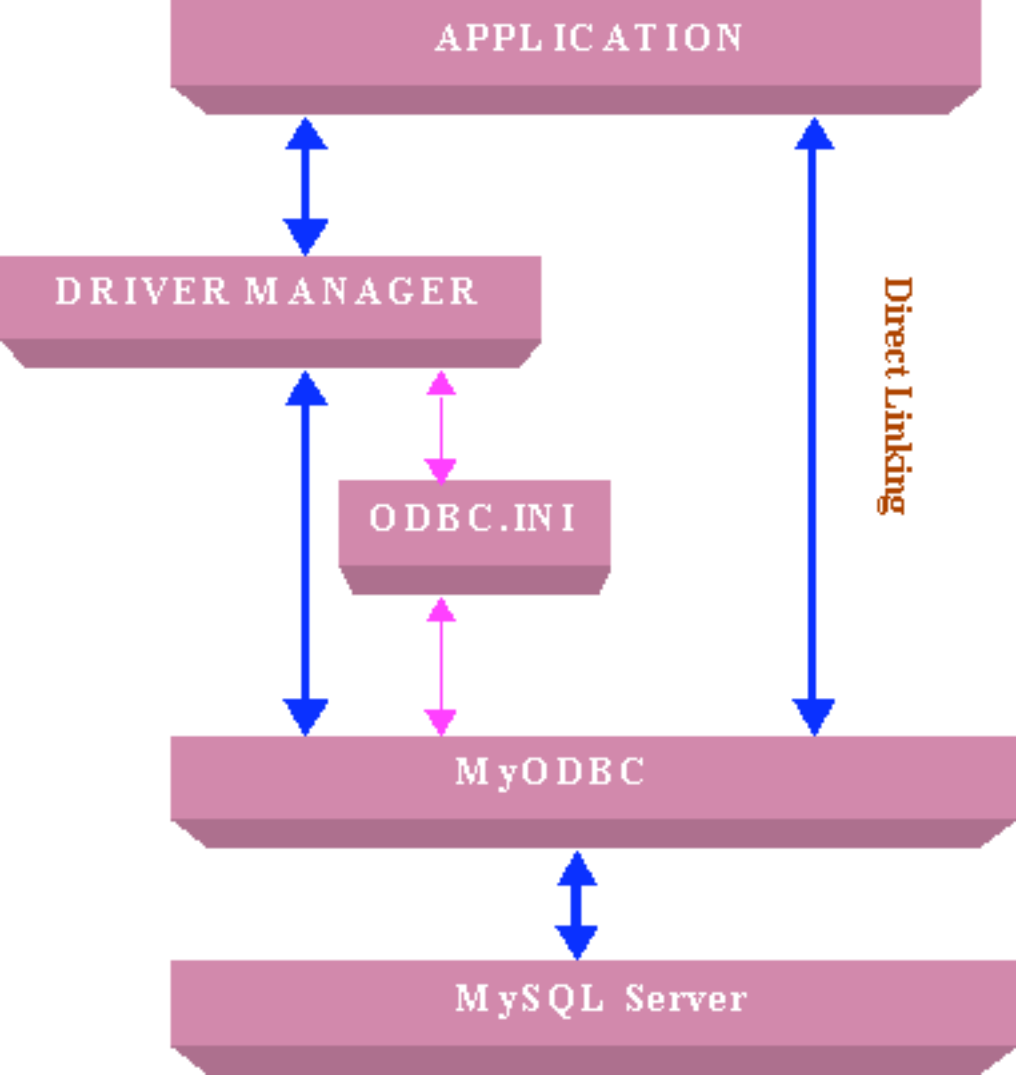 APPLICATION
DRIVER MANAGER
Direct Linking
ODBC.INI
MyODBC
MySQL Server